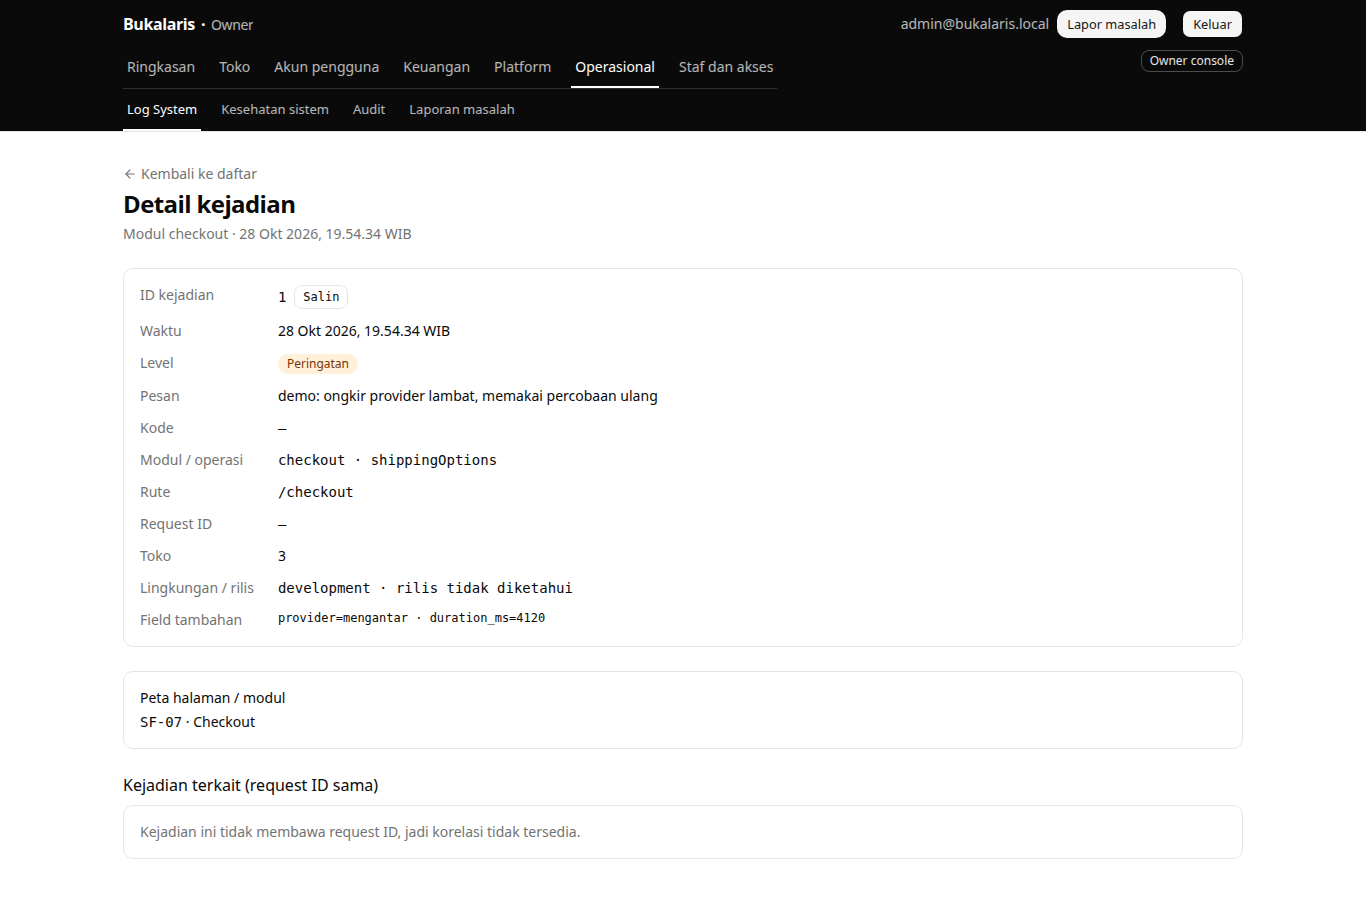 Bukalaris · Owner
admin@bukalaris.local Lapor masalah Keluar
Ringkasan Toko Akun pengguna Keuangan Platform Operasional Staf dan akses
Owner console
Log System Kesehatan sistem Audit Laporan masalah
← Kembali ke daftar
Detail kejadian
Modul checkout · 28 Okt 2026, 19.54.34 WIB
ID kejadian 1 Salin
Waktu 28 Okt 2026, 19.54.34 WIB
Level Peringatan
Pesan demo: ongkir provider lambat, memakai percobaan ulang
Kode —
Modul / operasi checkout · shippingOptions
Rute /checkout
Request ID —
Toko 3
Lingkungan / rilis development · rilis tidak diketahui
Field tambahan provider=mengantar · duration_ms=4120
Peta halaman / modul
SF-07 · Checkout
Kejadian terkait (request ID sama)
Kejadian ini tidak membawa request ID, jadi korelasi tidak tersedia.